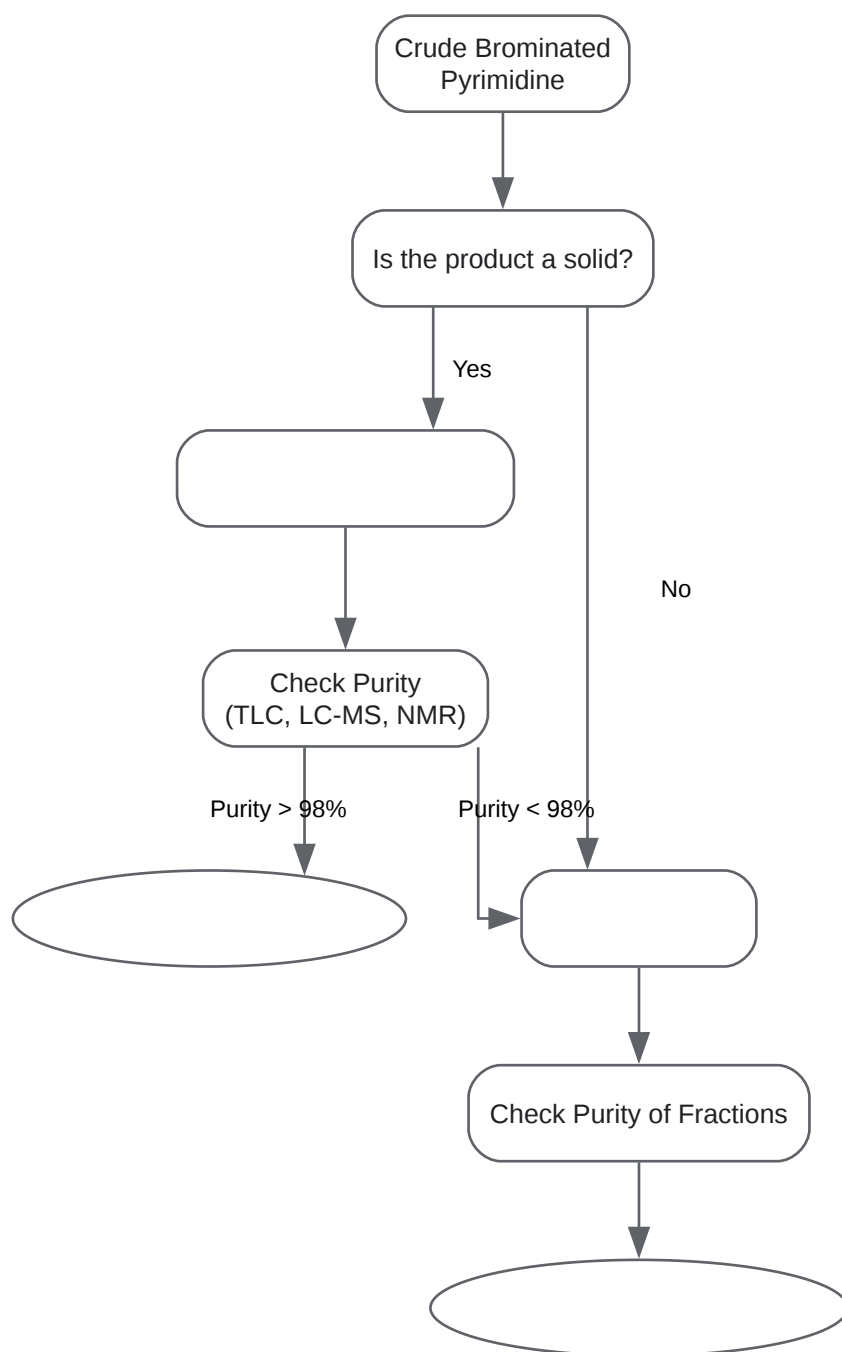 Crude Brominated
Pyrimidine
Is the product a solid?
Yes
No
Check Purity
(TLC, LC-MS, NMR)
Purity > 98%
Purity < 98%
Check Purity of Fractions